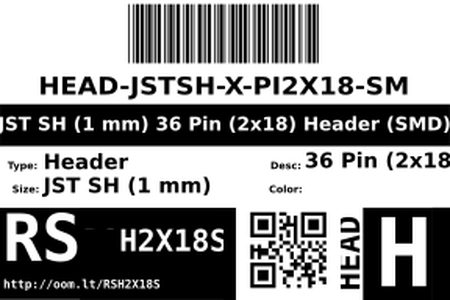 HEAD-JSTSH-X-PI2X18-SM
JST SH (1 mm) 36 Pin (2x18) Header (SMD)
Type: Header
Desc: 36 Pin (2x18
Size: JST SH (1 mm)
Color:
RS
H2X18S
HEAD
H
http://oom.lt/RSH2X18S